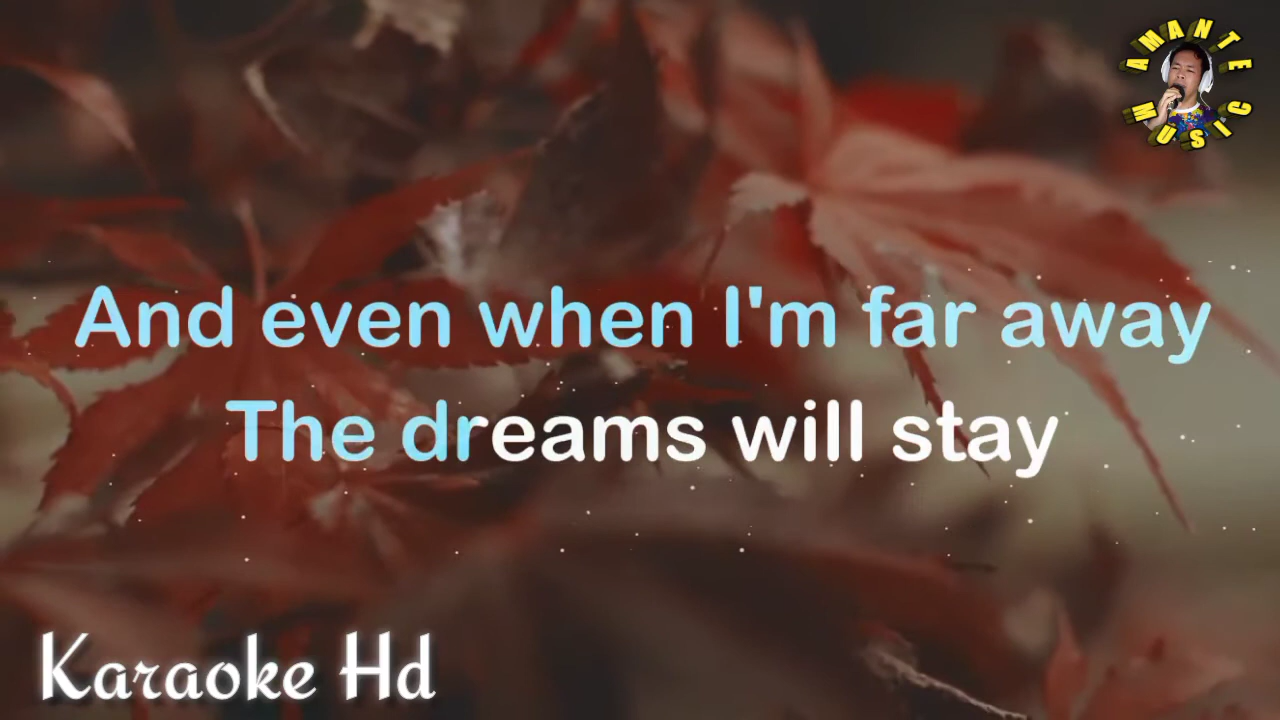 AMANTE
MUSIC
And even when I'm far away
The dreams will stay
Karaoke Hd